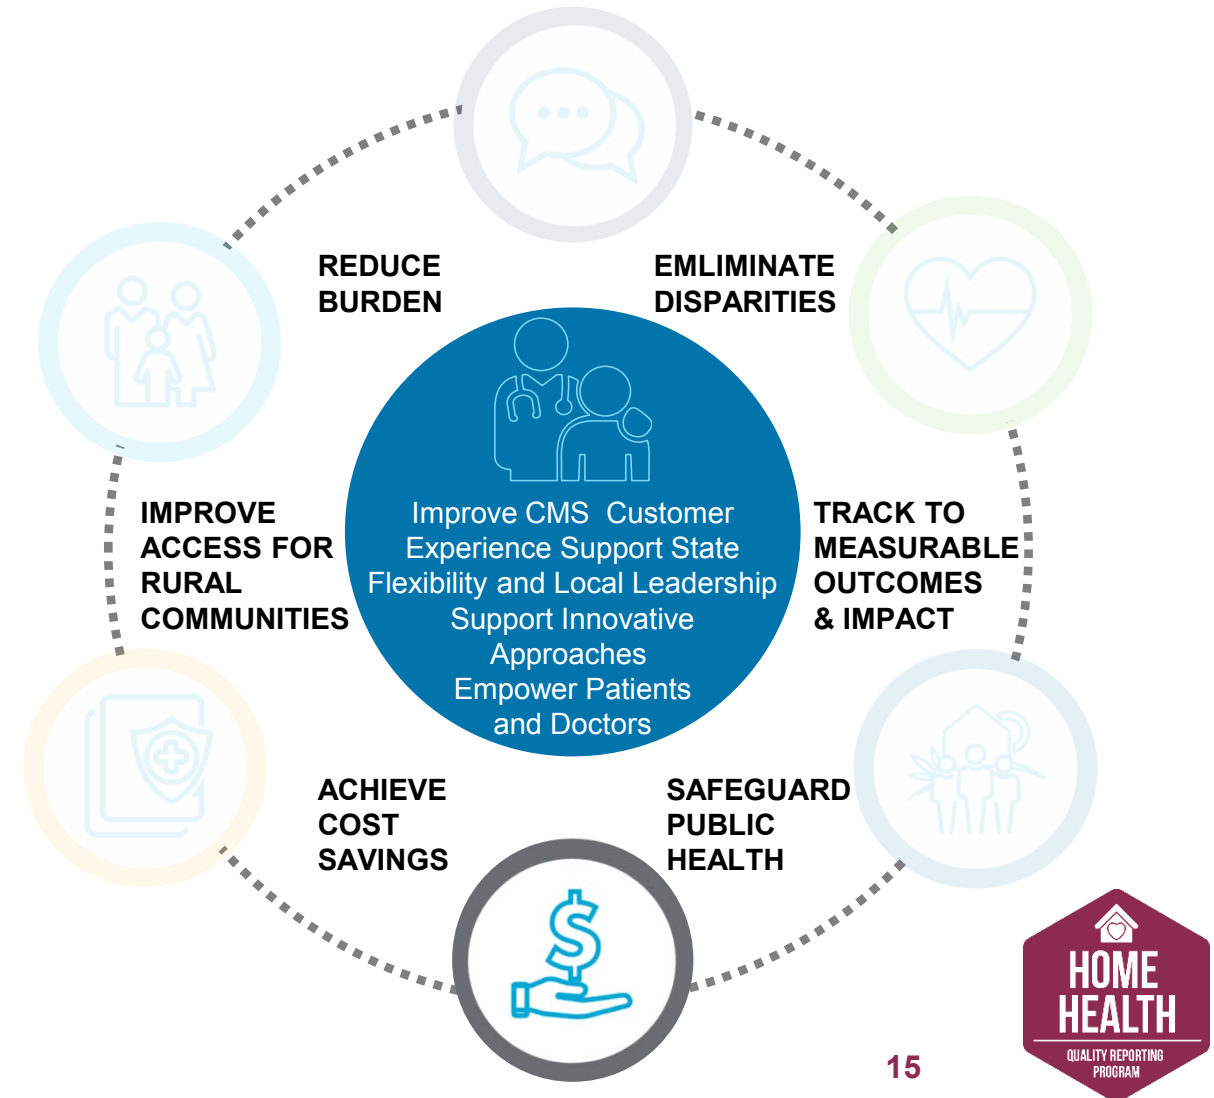 REDUCE
BURDEN
EMLIMINATE
DISPARITIES
IMPROVE
ACCESS FOR
RURAL
COMMUNITIES
Improve CMS  Customer
Experience Support State
Flexibility and Local Leadership
Support Innovative
Approaches
Empower Patients
and Doctors
TRACK TO
MEASURABLE
OUTCOMES
& IMPACT
ACHIEVE
COST
SAVINGS
SAFEGUARD
PUBLIC
HEALTH
$
15
HOME
HEALTH
QUALITY REPORTING
PROGRAM